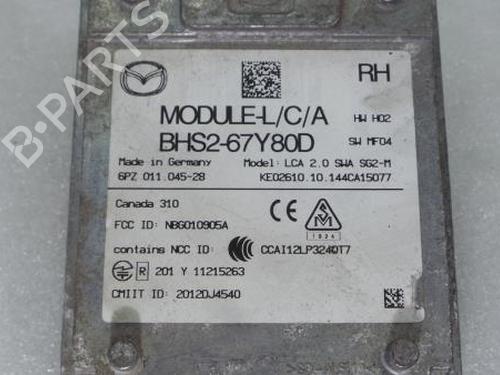 RH
MODULE-L/C/A
HW H02
BHS2-67Y80D
SW MF04
Made in Germany
Model: LCA 2.0 SWA SG2-M
6PZ 011.045-28
KE02610.10.144CA15077
Canada 310
FCC ID: NBG010905A
CE
contains NCC ID:
CCAI12LP3240T7
R 201 Y 11215263
CMIIT ID: 2012DJ4540